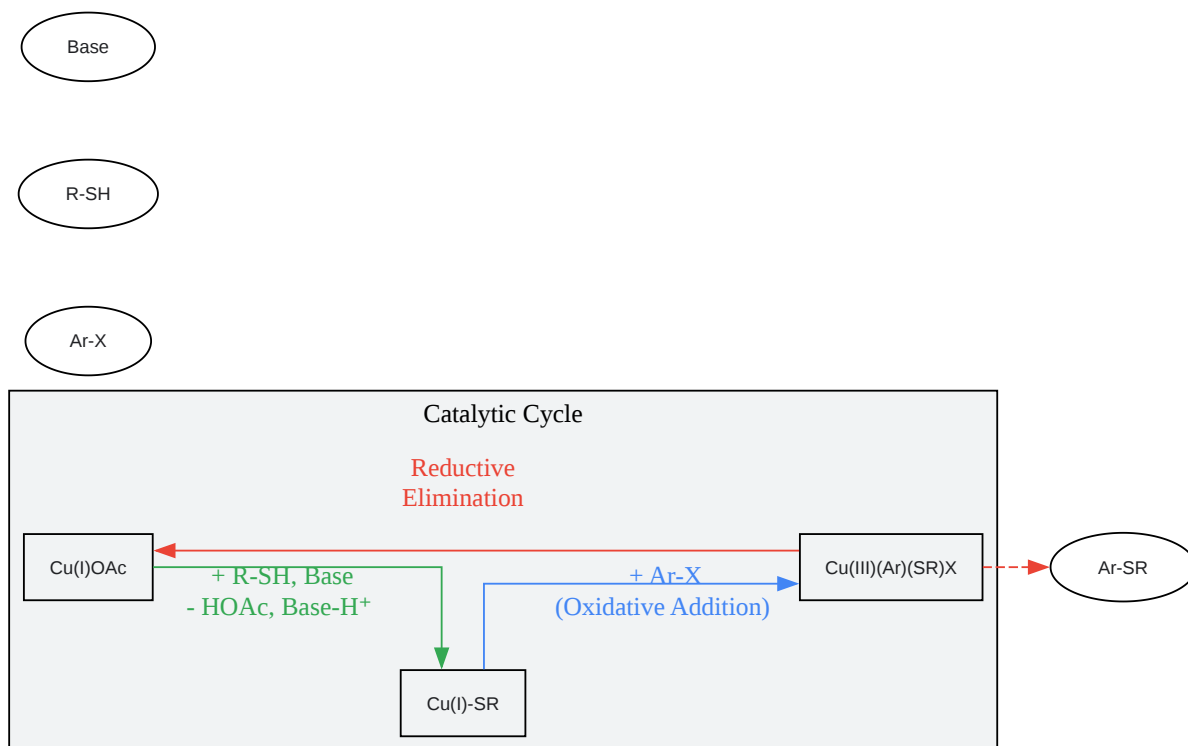 Base
R-SH
Ar-X
Catalytic Cycle
Reductive
Elimination
Cu(I)OAc
+ R-SH, Base
- HOAc, Base-H⁺
+ Ar-X
(Oxidative Addition)
Cu(III)(Ar)(SR)X
Ar-SR
Cu(I)-SR